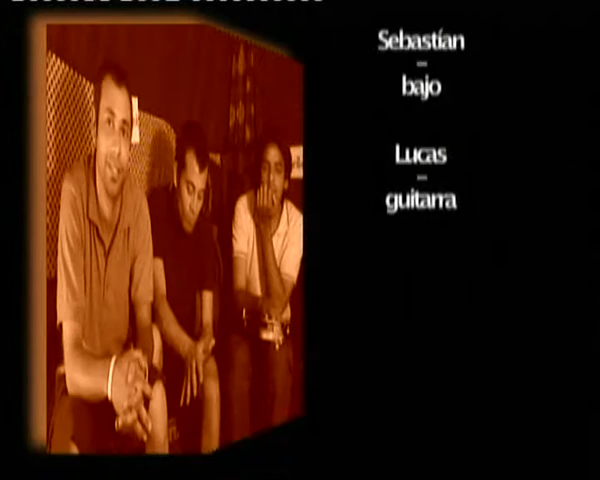 Sebastían
–
bajo
Lucas
–
guitarra